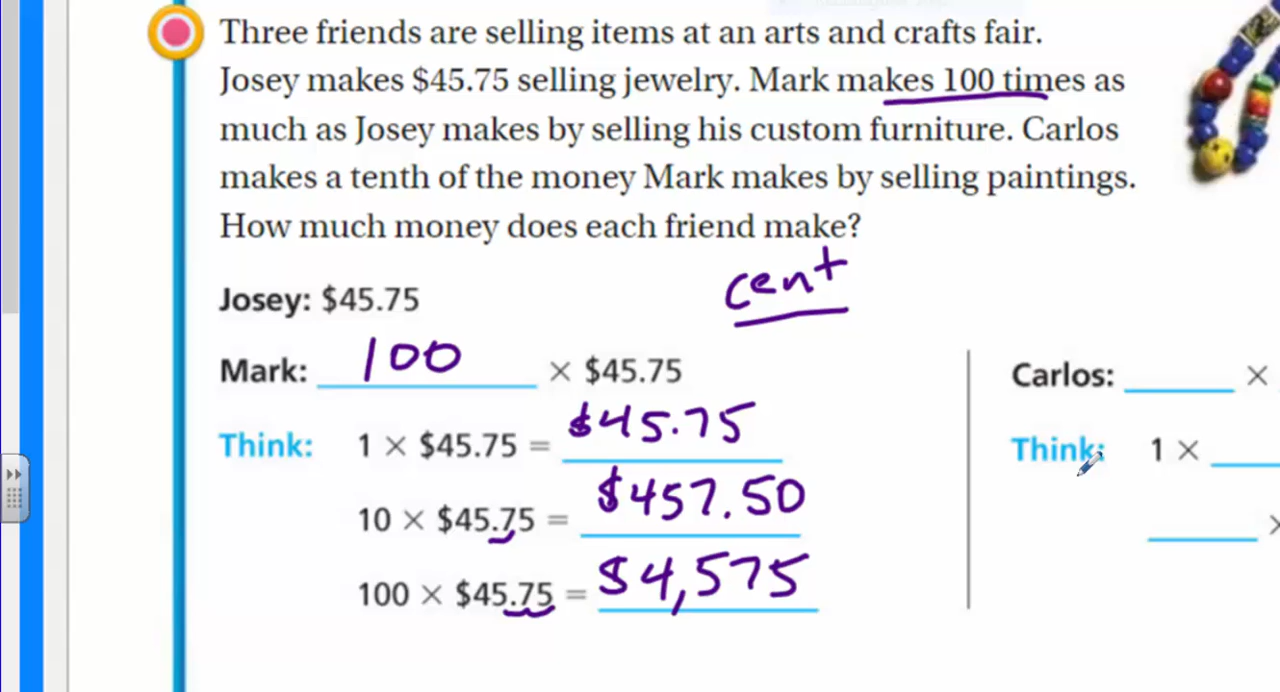 Three friends are selling items at an arts and crafts fair.
Josey makes $45.75 selling jewelry. Mark makes 100 times as
much as Josey makes by selling his custom furniture. Carlos
makes a tenth of the money Mark makes by selling paintings.
How much money does each friend make?
cent
Josey: $45.75
Mark: 100 × $45.75
Think: 1 × $45.75 = $45.75
10 × $45.75 = $457.50
100 × $45.75 = $4,575
Carlos: ______ ×
Think: 1 × ____
______ ×